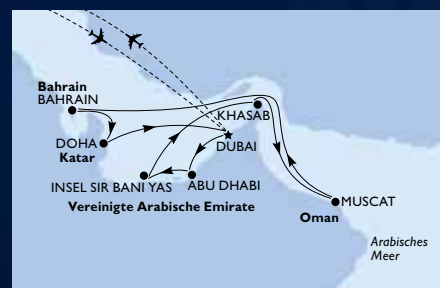 Bahrain
BAHRAIN
KHASAB
DOHA
Katar
DUBAI
INSEL SIR BANI YAS
ABU DHABI
Vereinigte Arabische Emirate
MUSCAT
Oman
Arabisches
Meer